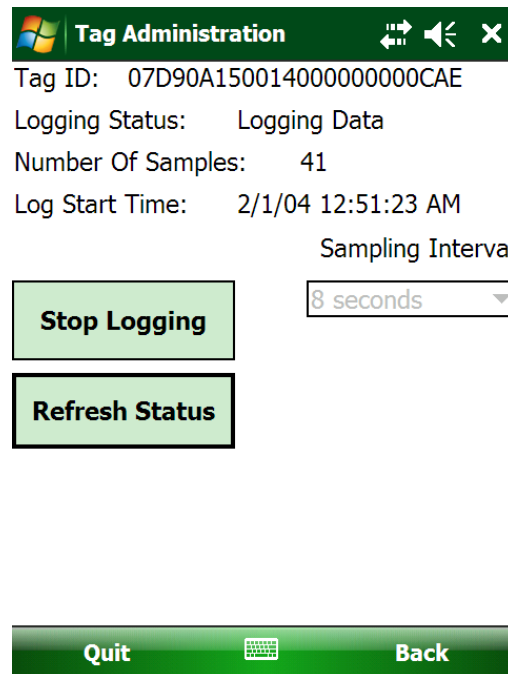 Tag Administration
Tag ID: 07D90A150014000000000CAE
Logging Status: Logging Data
Number Of Samples: 41
Log Start Time: 2/1/04 12:51:23 AM
Sampling Interva
Stop Logging
8 seconds
Refresh Status
Quit
Back